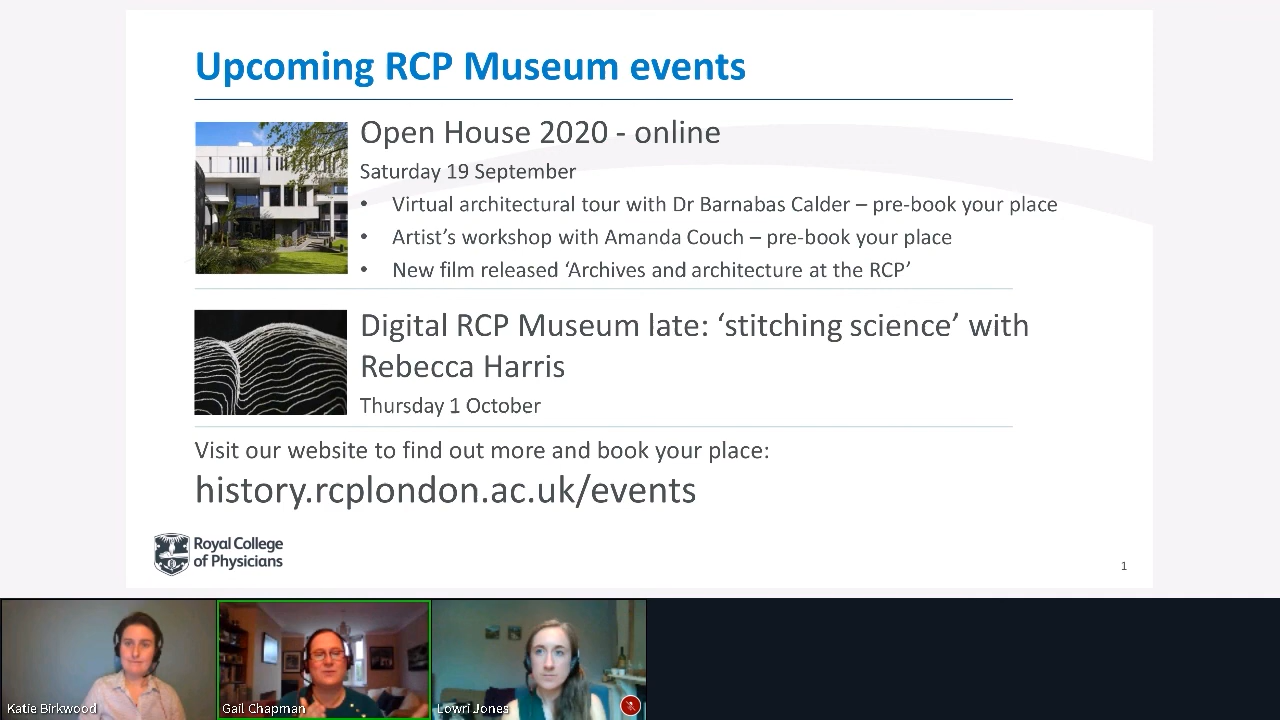 Upcoming RCP Museum events
Open House 2020 - online
Saturday 19 September
• Virtual architectural tour with Dr Barnabas Calder – pre-book your place
• Artist’s workshop with Amanda Couch – pre-book your place
• New film released ‘Archives and architecture at the RCP’
Digital RCP Museum late: ‘stitching science’ with
Rebecca Harris
Thursday 1 October
Visit our website to find out more and book your place:
history.rcplondon.ac.uk/events
Royal College
of Physicians
1
Katie Birkwood
Gail Chapman
Lowri Jones